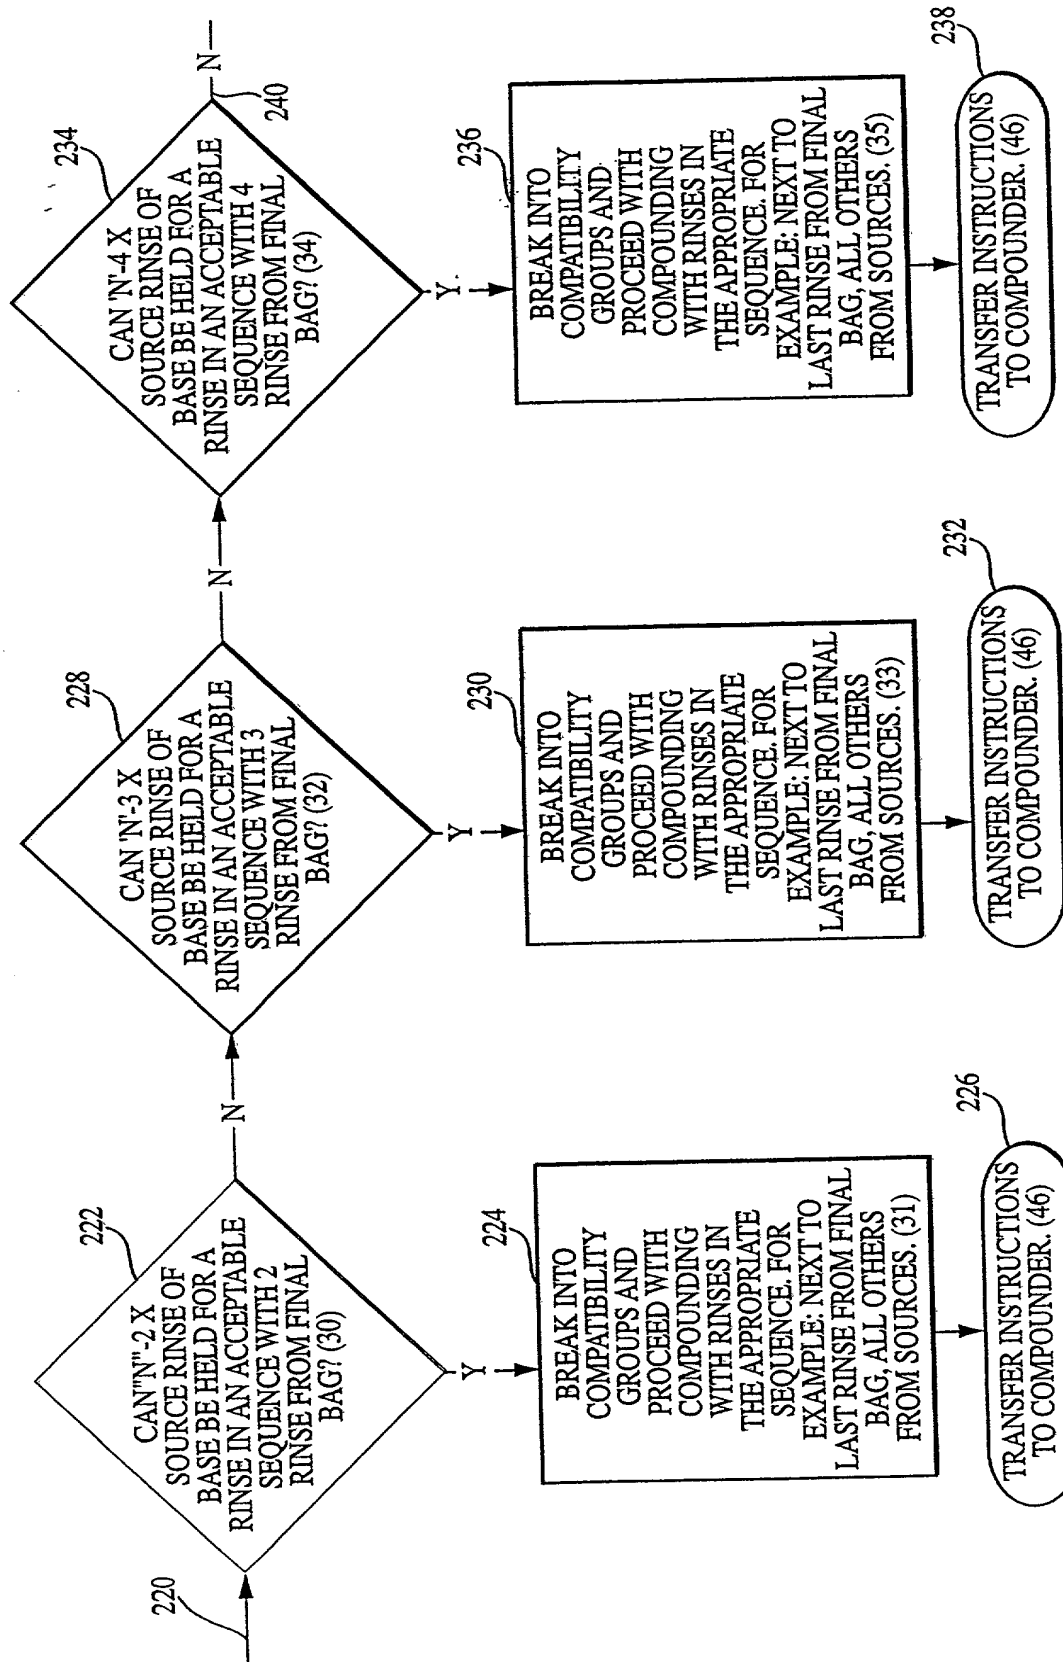 220
222
CAN"N"'-2 X
SOURCE RINSE OF
BASE BE HELD FOR A
RINSE IN AN ACCEPTABLE
SEQUENCE WITH 2
RINSE FROM FINAL
BAG? (30)
N
Y
224
BREAK INTO
COMPATIBILITY
GROUPS AND
PROCEED WITH
COMPOUNDING
WITH RINSES IN
THE APPROPRIATE
SEQUENCE. FOR
EXAMPLE: NEXT TO
LAST RINSE FROM FINAL
BAG, ALL OTHERS
FROM SOURCES. (31)
226
TRANSFER INSTRUCTIONS
TO COMPOUNDER. (46)
228
CAN 'N'-3 X
SOURCE RINSE OF
BASE BE HELD FOR A
RINSE IN AN ACCEPTABLE
SEQUENCE WITH 3
RINSE FROM FINAL
BAG? (32)
N
Y
230
BREAK INTO
COMPATIBILITY
GROUPS AND
PROCEED WITH
COMPOUNDING
WITH RINSES IN
THE APPROPRIATE
SEQUENCE. FOR
EXAMPLE: NEXT TO
LAST RINSE FROM FINAL
BAG, ALL OTHERS
FROM SOURCES. (33)
232
TRANSFER INSTRUCTIONS
TO COMPOUNDER. (46)
234
CAN 'N'-4 X
SOURCE RINSE OF
BASE BE HELD FOR A
RINSE IN AN ACCEPTABLE
SEQUENCE WITH 4
RINSE FROM FINAL
BAG? (34)
N
240
Y
236
BREAK INTO
COMPATIBILITY
GROUPS AND
PROCEED WITH
COMPOUNDING
WITH RINSES IN
THE APPROPRIATE
SEQUENCE. FOR
EXAMPLE: NEXT TO
LAST RINSE FROM FINAL
BAG, ALL OTHERS
FROM SOURCES. (35)
238
TRANSFER INSTRUCTIONS
TO COMPOUNDER. (46)